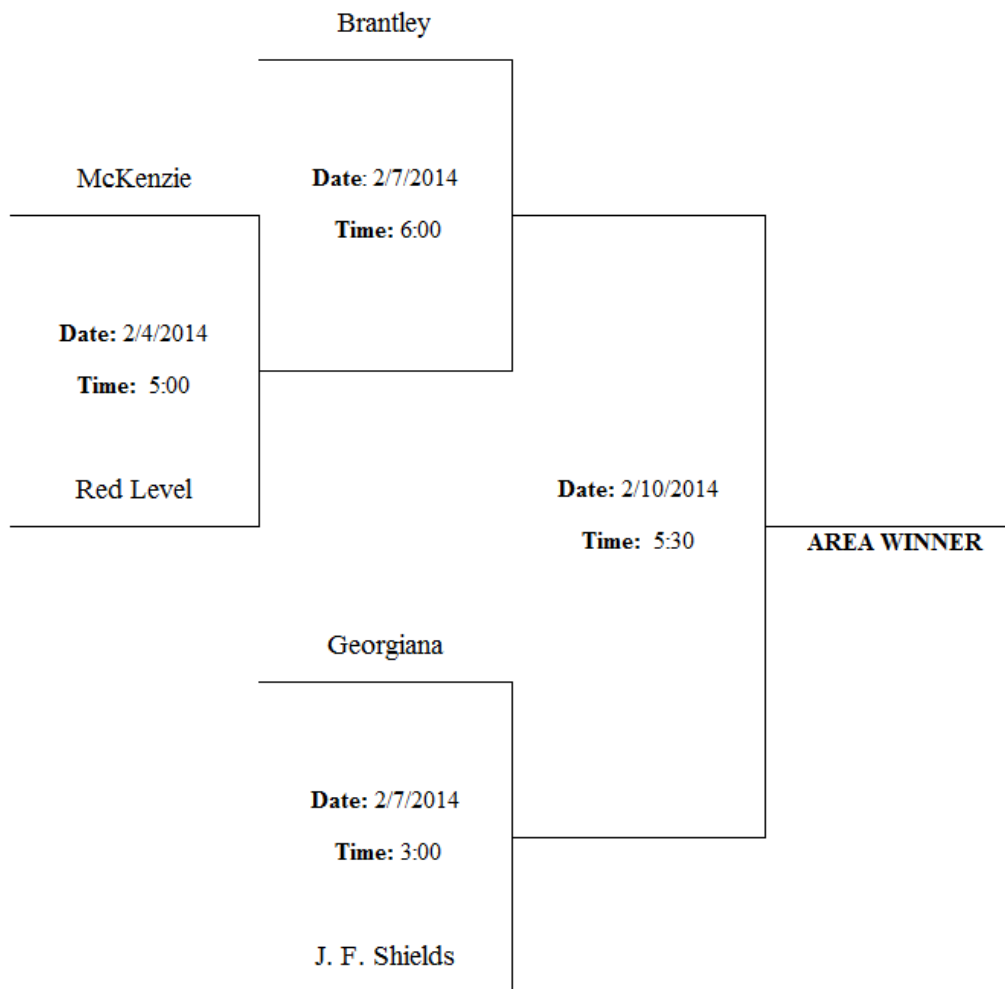 Brantley
McKenzie
Date: 2/7/2014
Time: 6:00
Date: 2/4/2014
Time:  5:00
Red Level
Date: 2/10/2014
Time:  5:30
AREA WINNER
Georgiana
Date: 2/7/2014
Time: 3:00
J. F. Shields